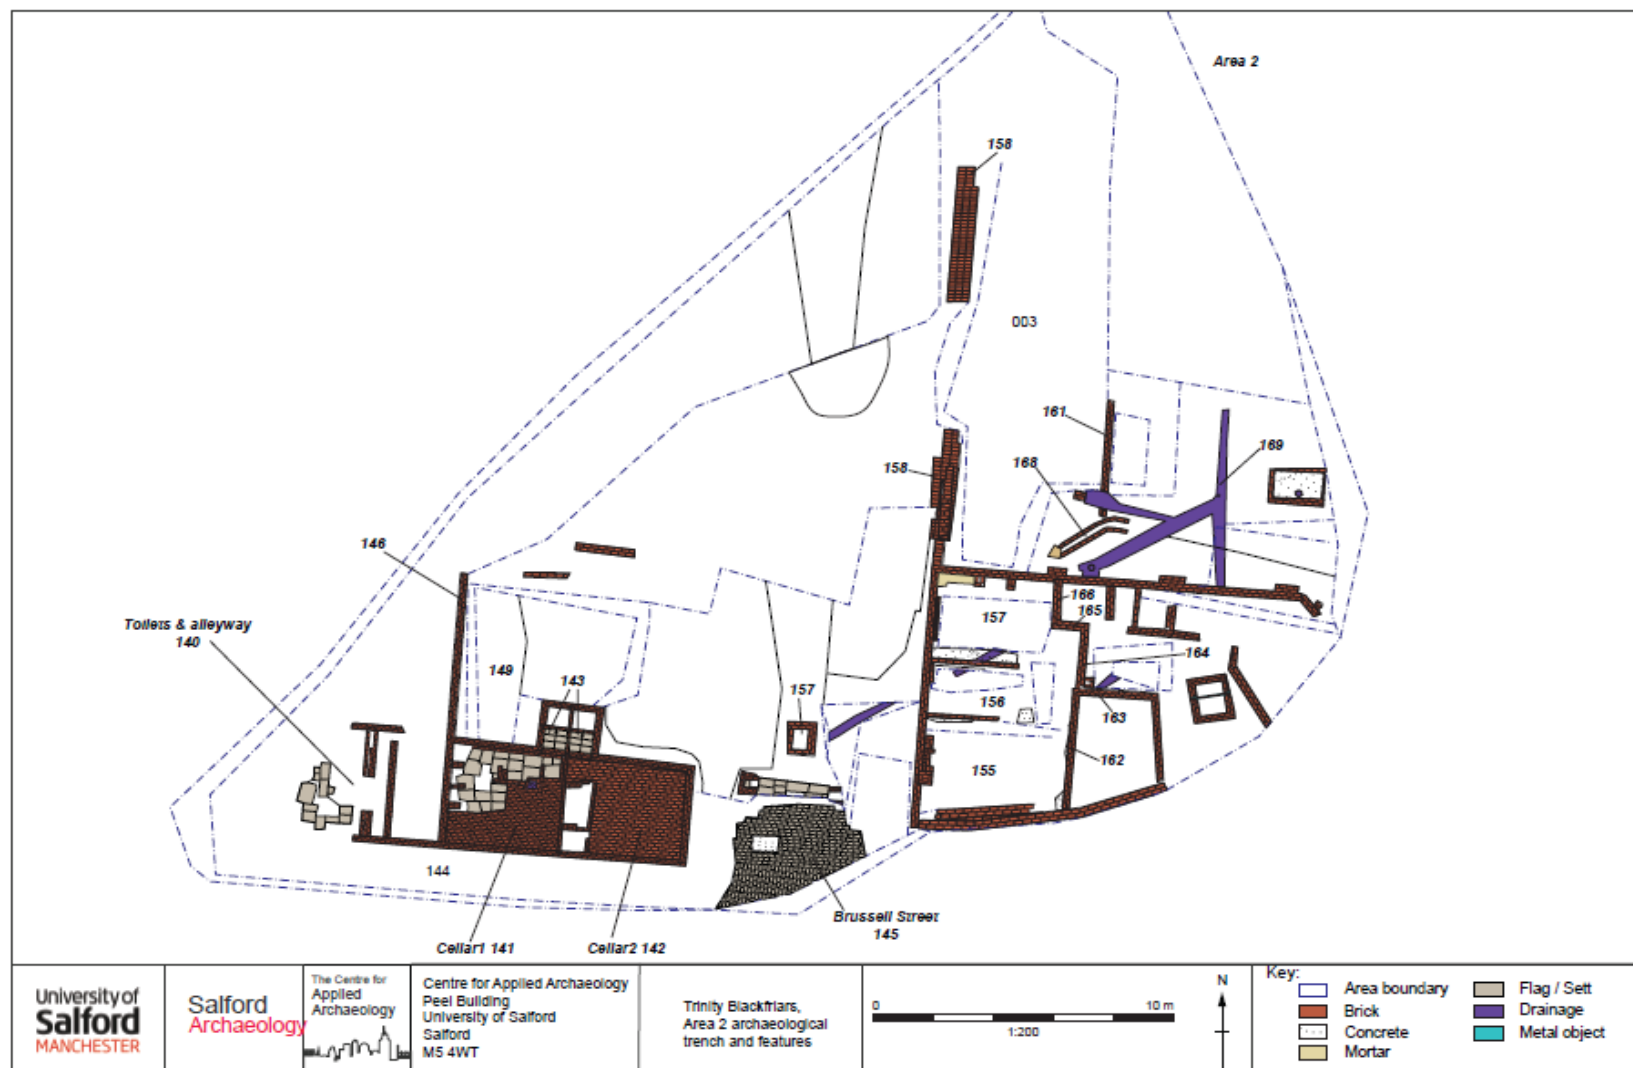 Area 2
158
003
161
168
169
158
146
166
165
157
Toilets & alleyway
140
149
143
164
157
156
163
162
155
144
Brussell Street
145
Cellar1 141
Cellar2 142
University of
Salford
MANCHESTER
Salford
Archaeology
The Centre for
Applied
Archaeology
Centre for Applied Archaeology
Peel Building
University of Salford
Salford
M5 4WT
Trinity Blackfriars,
Area 2 archaeological
trench and features
0
10 m
1:200
N
Key:
Area boundary
Brick
Concrete
Mortar
Flag / Sett
Drainage
Metal object